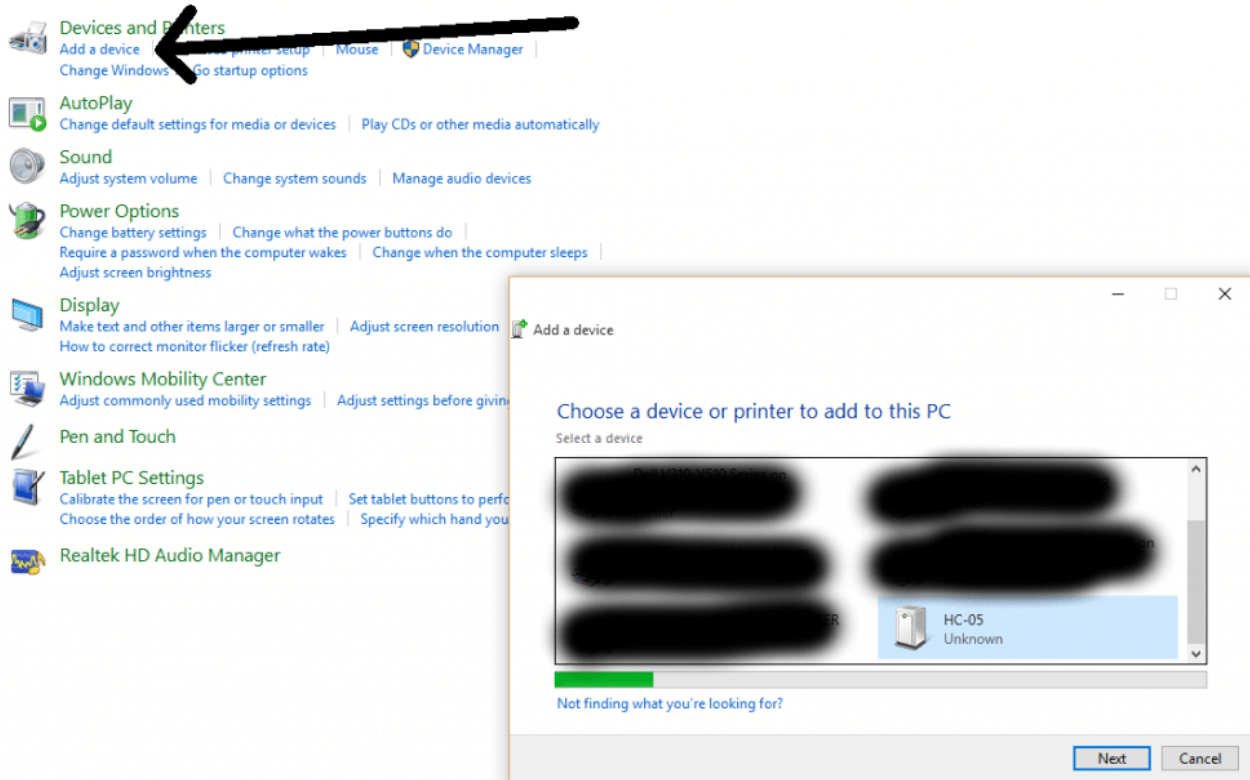 Devices and Printers
Add a device printer setup Mouse Device Manager
Change Windows Go startup options
AutoPlay
Change default settings for media or devices Play CDs or other media automatically
Sound
Adjust system volume Change system sounds Manage audio devices
Power Options
Change battery settings Change what the power buttons do
Require a password when the computer wakes Change when the computer sleeps
Adjust screen brightness
Display
Make text and other items larger or smaller Adjust screen resolution
How to correct monitor flicker (refresh rate)
Windows Mobility Center
Adjust commonly used mobility settings Adjust settings before giving
Pen and Touch
Tablet PC Settings
Calibrate the screen for pen or touch input Set tablet buttons to perfo
Choose the order of how your screen rotates Specify which hand you
Realtek HD Audio Manager
Add a device
Choose a device or printer to add to this PC
Select a device
HC-05
Unknown
Not finding what you're looking for?
Next Cancel